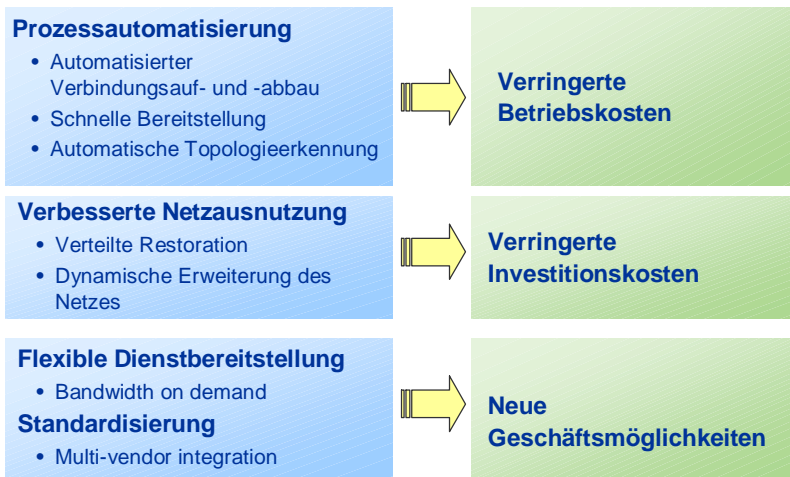 Prozessautomatisierung
• Automatisierter
Verbindungsauf- und -abbau
• Schnelle Bereitstellung
• Automatische Topologieerkennung
Verringerte
Betriebskosten
Verbesserte Netzausnutzung
• Verteilte Restoration
• Dynamische Erweiterung des
Netzes
Verringerte
Investitionskosten
Flexible Dienstbereitstellung
• Bandwidth on demand
Standardisierung
• Multi-vendor integration
Neue
Geschäftsmöglichkeiten